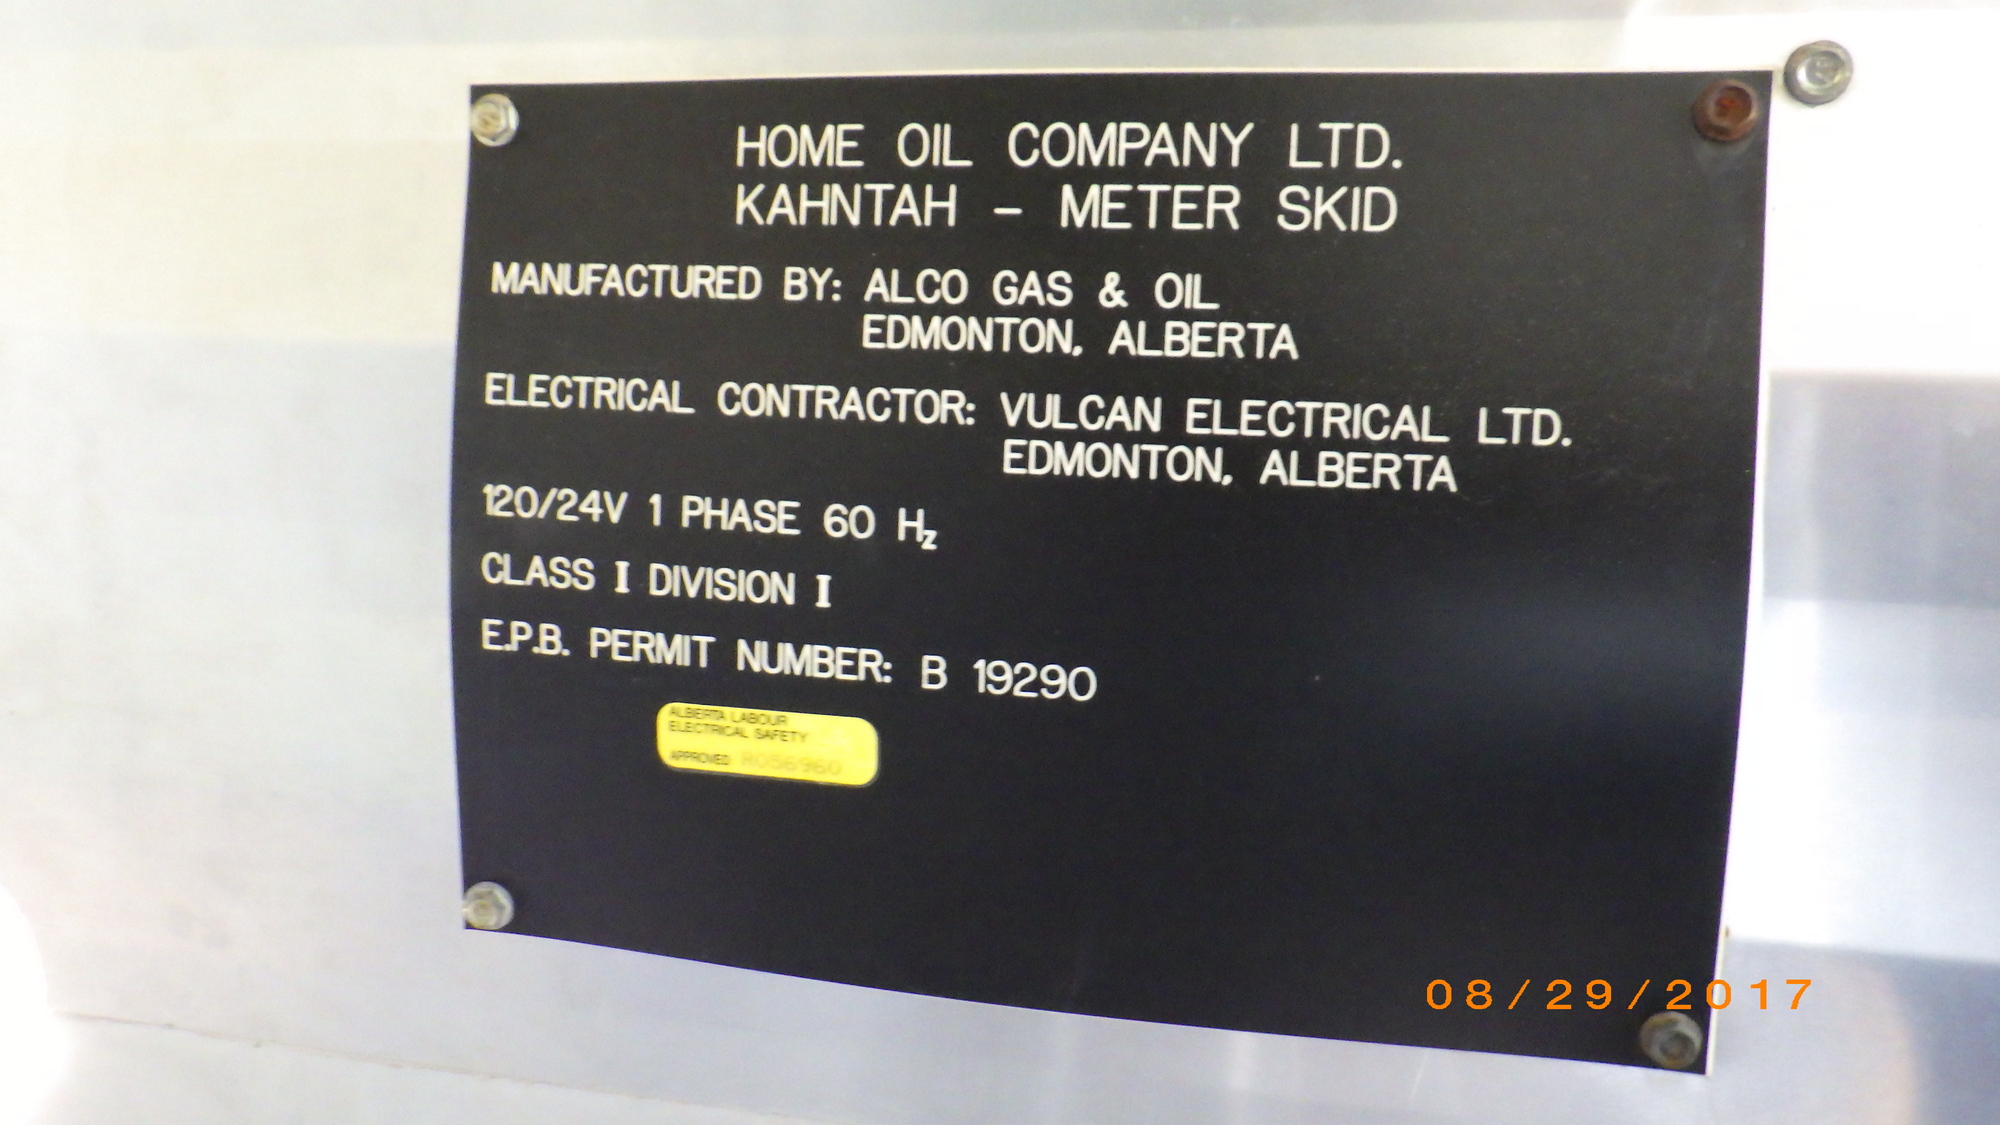 HOME OIL COMPANY LTD.
KAHNTAH - METER SKID
MANUFACTURED BY: ALCO GAS & OIL
EDMONTON, ALBERTA
ELECTRICAL CONTRACTOR: VULCAN ELECTRICAL LTD.
EDMONTON, ALBERTA
120/24V 1 PHASE 60 Hz
CLASS I DIVISION I
E.P.B. PERMIT NUMBER: B 19290
ALBERTA LABOUR
ELECTRICAL SAFETY
APPROVED R056960
08/29/2017